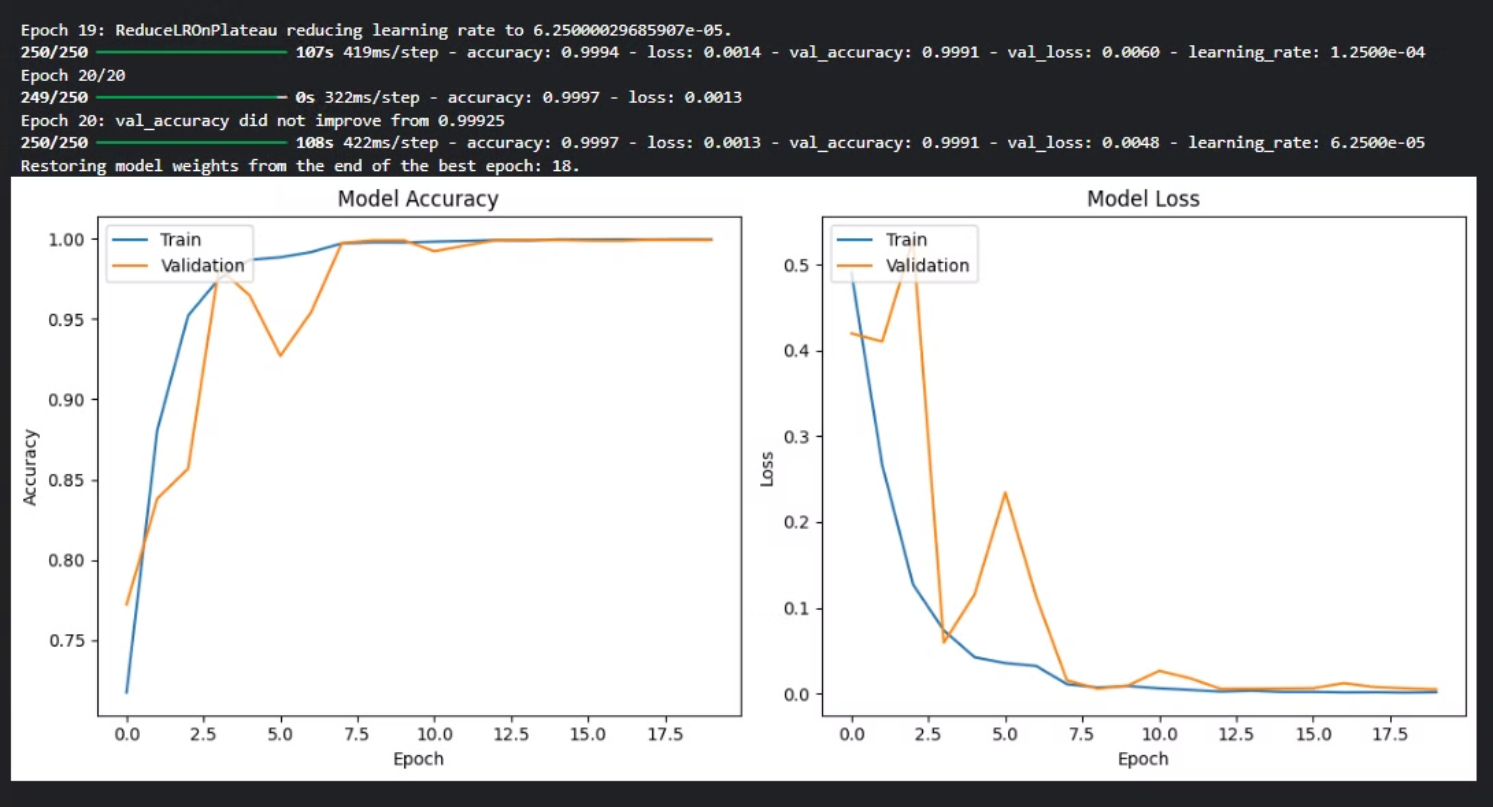 Epoch 19: ReduceLROnPlateau reducing learning rate to 6.25000029685907e-05.
250/250 107s 419ms/step - accuracy: 0.9994 - loss: 0.0014 - val_accuracy: 0.9991 - val_loss: 0.0060 - learning_rate: 1.2500e-04
Epoch 20/20
249/250 0s 322ms/step - accuracy: 0.9997 - loss: 0.0013
Epoch 20: val_accuracy did not improve from 0.99925
250/250 108s 422ms/step - accuracy: 0.9997 - loss: 0.0013 - val_accuracy: 0.9991 - val_loss: 0.0048 - learning_rate: 6.2500e-05
Restoring model weights from the end of the best epoch: 18.
Model Accuracy
Train
Validation
1.00
0.95
0.90
0.85
0.80
0.75
Accuracy
0.0 2.5 5.0 7.5 10.0 12.5 15.0 17.5
Epoch
Model Loss
Train
Validation
0.5
0.4
0.3
0.2
0.1
0.0
Loss
0.0 2.5 5.0 7.5 10.0 12.5 15.0 17.5
Epoch